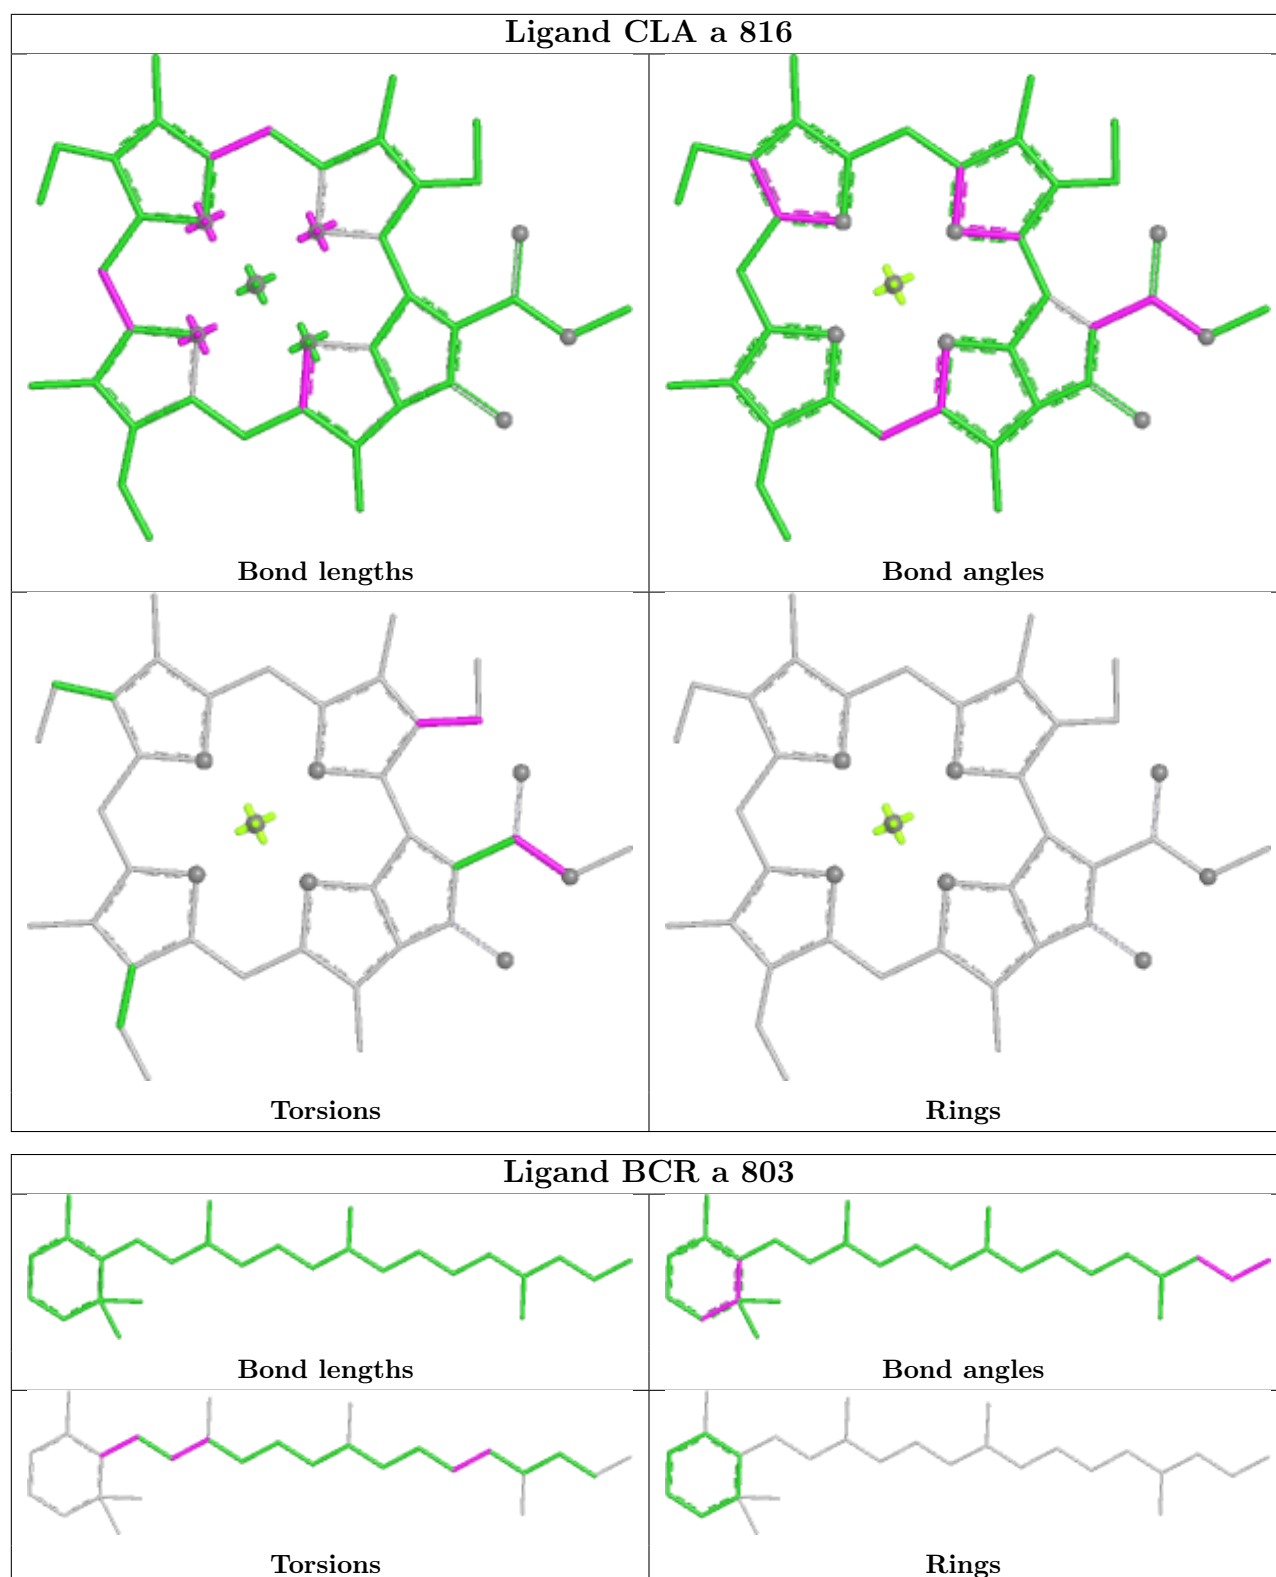 Ligand CLA a 816
Bond lengths
Bond angles
Torsions
Rings
Ligand BCR a 803
Bond lengths
Bond angles
Torsions
Rings